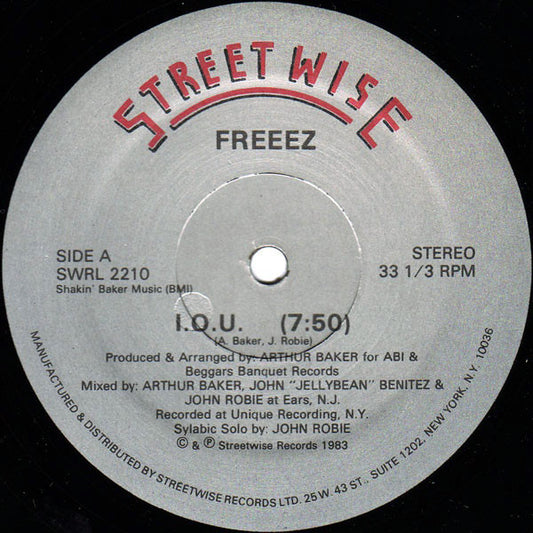 STREETWISE
FREEEZ
SIDE A
SWRL 2210
Shakin' Baker Music (BMI)
STEREO
33 1/3 RPM
I.O.U. (7:50)
(A. Baker, J. Robie)
Produced & Arranged by: ARTHUR BAKER for ABI &
Beggars Banquet Records
Mixed by: ARTHUR BAKER, JOHN "JELLYBEAN" BENITEZ &
JOHN ROBIE at Ears, N.J.
Recorded at Unique Recording, N.Y.
Sylabic Solo by: JOHN ROBIE
© & ℗ Streetwise Records 1983
MANUFACTURED & DISTRIBUTED BY STREETWISE RECORDS LTD. 25 W. 43 ST., SUITE 1202, NEW YORK, N.Y. 10036